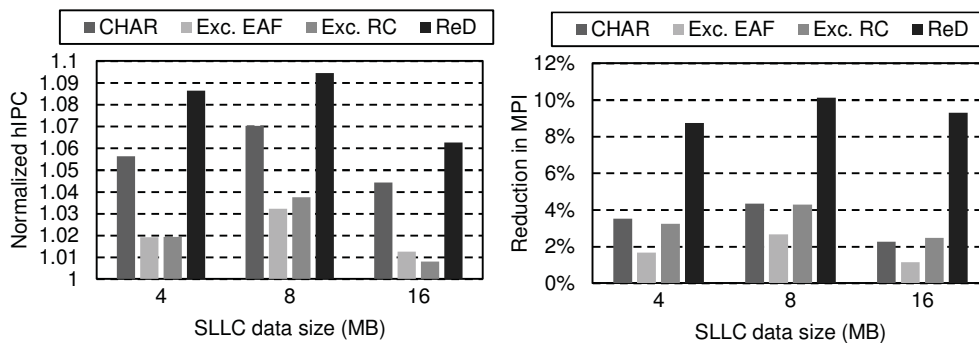 CHAR Exc. EAF Exc. RC ReD
Normalized hIPC
1.1
1.09
1.08
1.07
1.06
1.05
1.04
1.03
1.02
1.01
1
4 8 16
SLLC data size (MB)
CHAR Exc. EAF Exc. RC ReD
Reduction in MPI
12%
10%
8%
6%
4%
2%
0%
4 8 16
SLLC data size (MB)